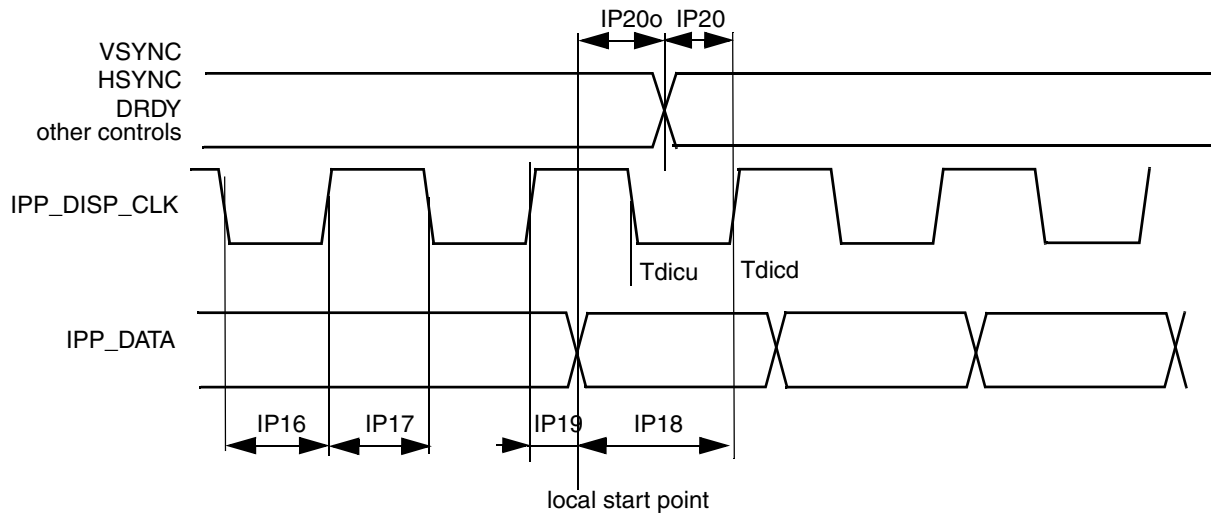 IP20o IP20
VSYNC
HSYNC
DRDY
other controls
IPP_DISP_CLK
Tdicu Tdicd
IPP_DATA
IP16 IP17 IP19 IP18
local start point